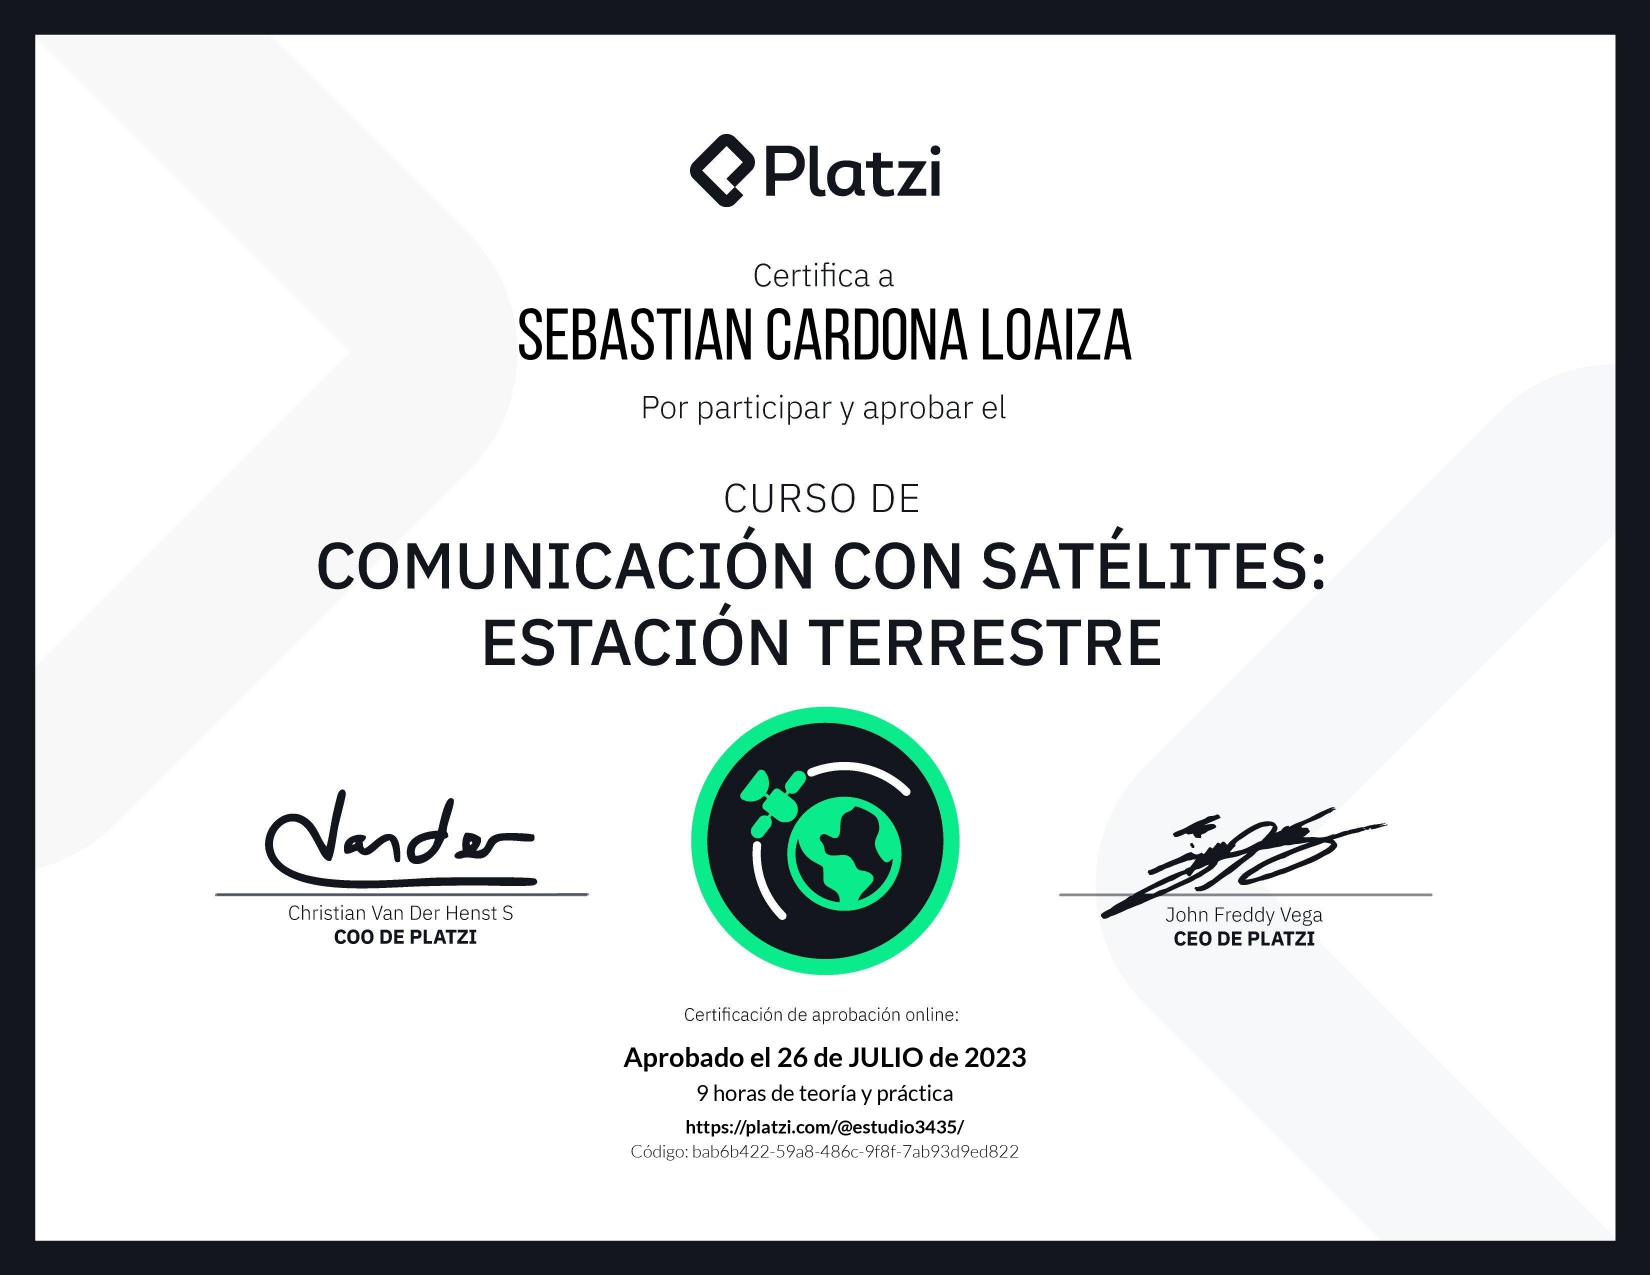 Platzi
Certifica a
SEBASTIAN CARDONA LOAIZA
Por participar y aprobar el
CURSO DE
COMUNICACIÓN CON SATÉLITES:
ESTACIÓN TERRESTRE
Vander
Christian Van Der Henst S
COO DE PLATZI
John Freddy Vega
CEO DE PLATZI
Certificación de aprobación online:
Aprobado el 26 de JULIO de 2023
9 horas de teoría y práctica
https://platzi.com/@estudio3435/
Código: bab6b422-59a8-486c-9f8f-7ab93d9ed822